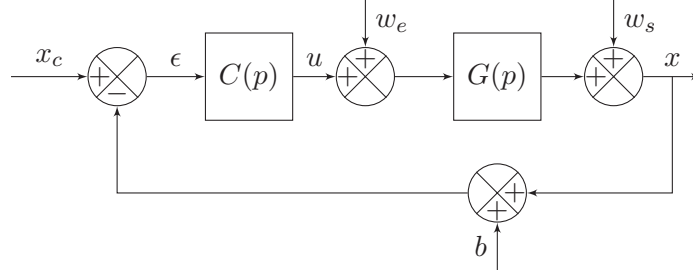 w_e
w_s
x_c
ϵ
C(p)
u
G(p)
x
+
−
+
+
+
+
+
+
b